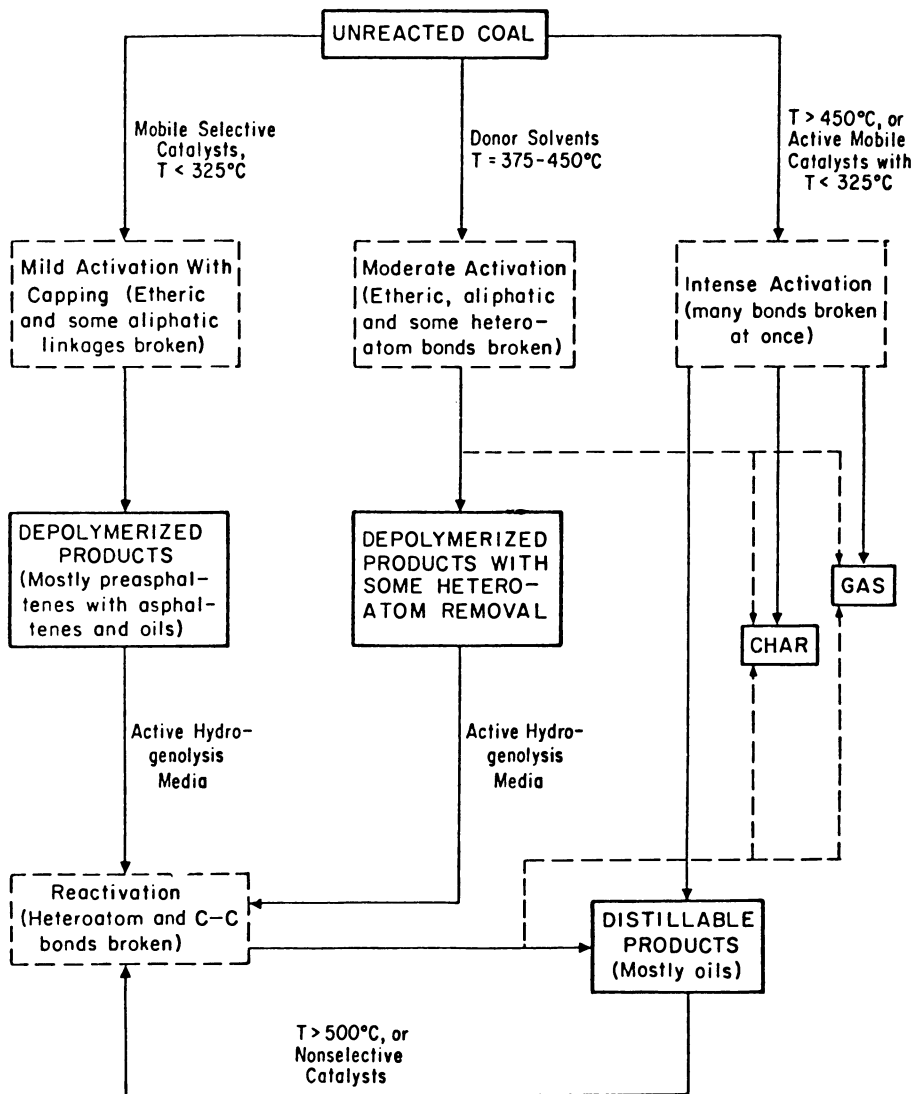 UNREACTED COAL
Mobile Selective
Catalysts,
T < 325°C
Donor Solvents
T = 375-450°C
T > 450°C, or
Active Mobile
Catalysts with
T < 325°C
Mild Activation With
Capping (Etheric
and some aliphatic
linkages broken)
Moderate Activation
(Etheric, aliphatic
and some hetero-
atom bonds broken)
Intense Activation
(many bonds broken
at once)
DEPOLYMERIZED
PRODUCTS
(Mostly preasphal-
tenes with asphal-
tenes and oils)
DEPOLYMERIZED
PRODUCTS WITH
SOME HETERO-
ATOM REMOVAL
GAS
CHAR
Active Hydro-
genolysis
Media
Active Hydro-
genolysis
Media
Reactivation
(Heteroatom and C-C
bonds broken)
DISTILLABLE
PRODUCTS
(Mostly oils)
T > 500°C, or
Nonselective
Catalysts